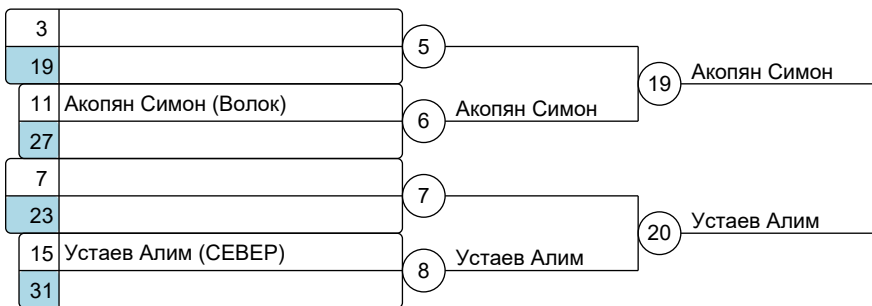 3
5
19
19
Акопян Симон
11 Акопян Симон (Волок)
6
Акопян Симон
27
7
7
23
20
Устаев Алим
15 Устаев Алим (СЕВЕР)
8
Устаев Алим
31